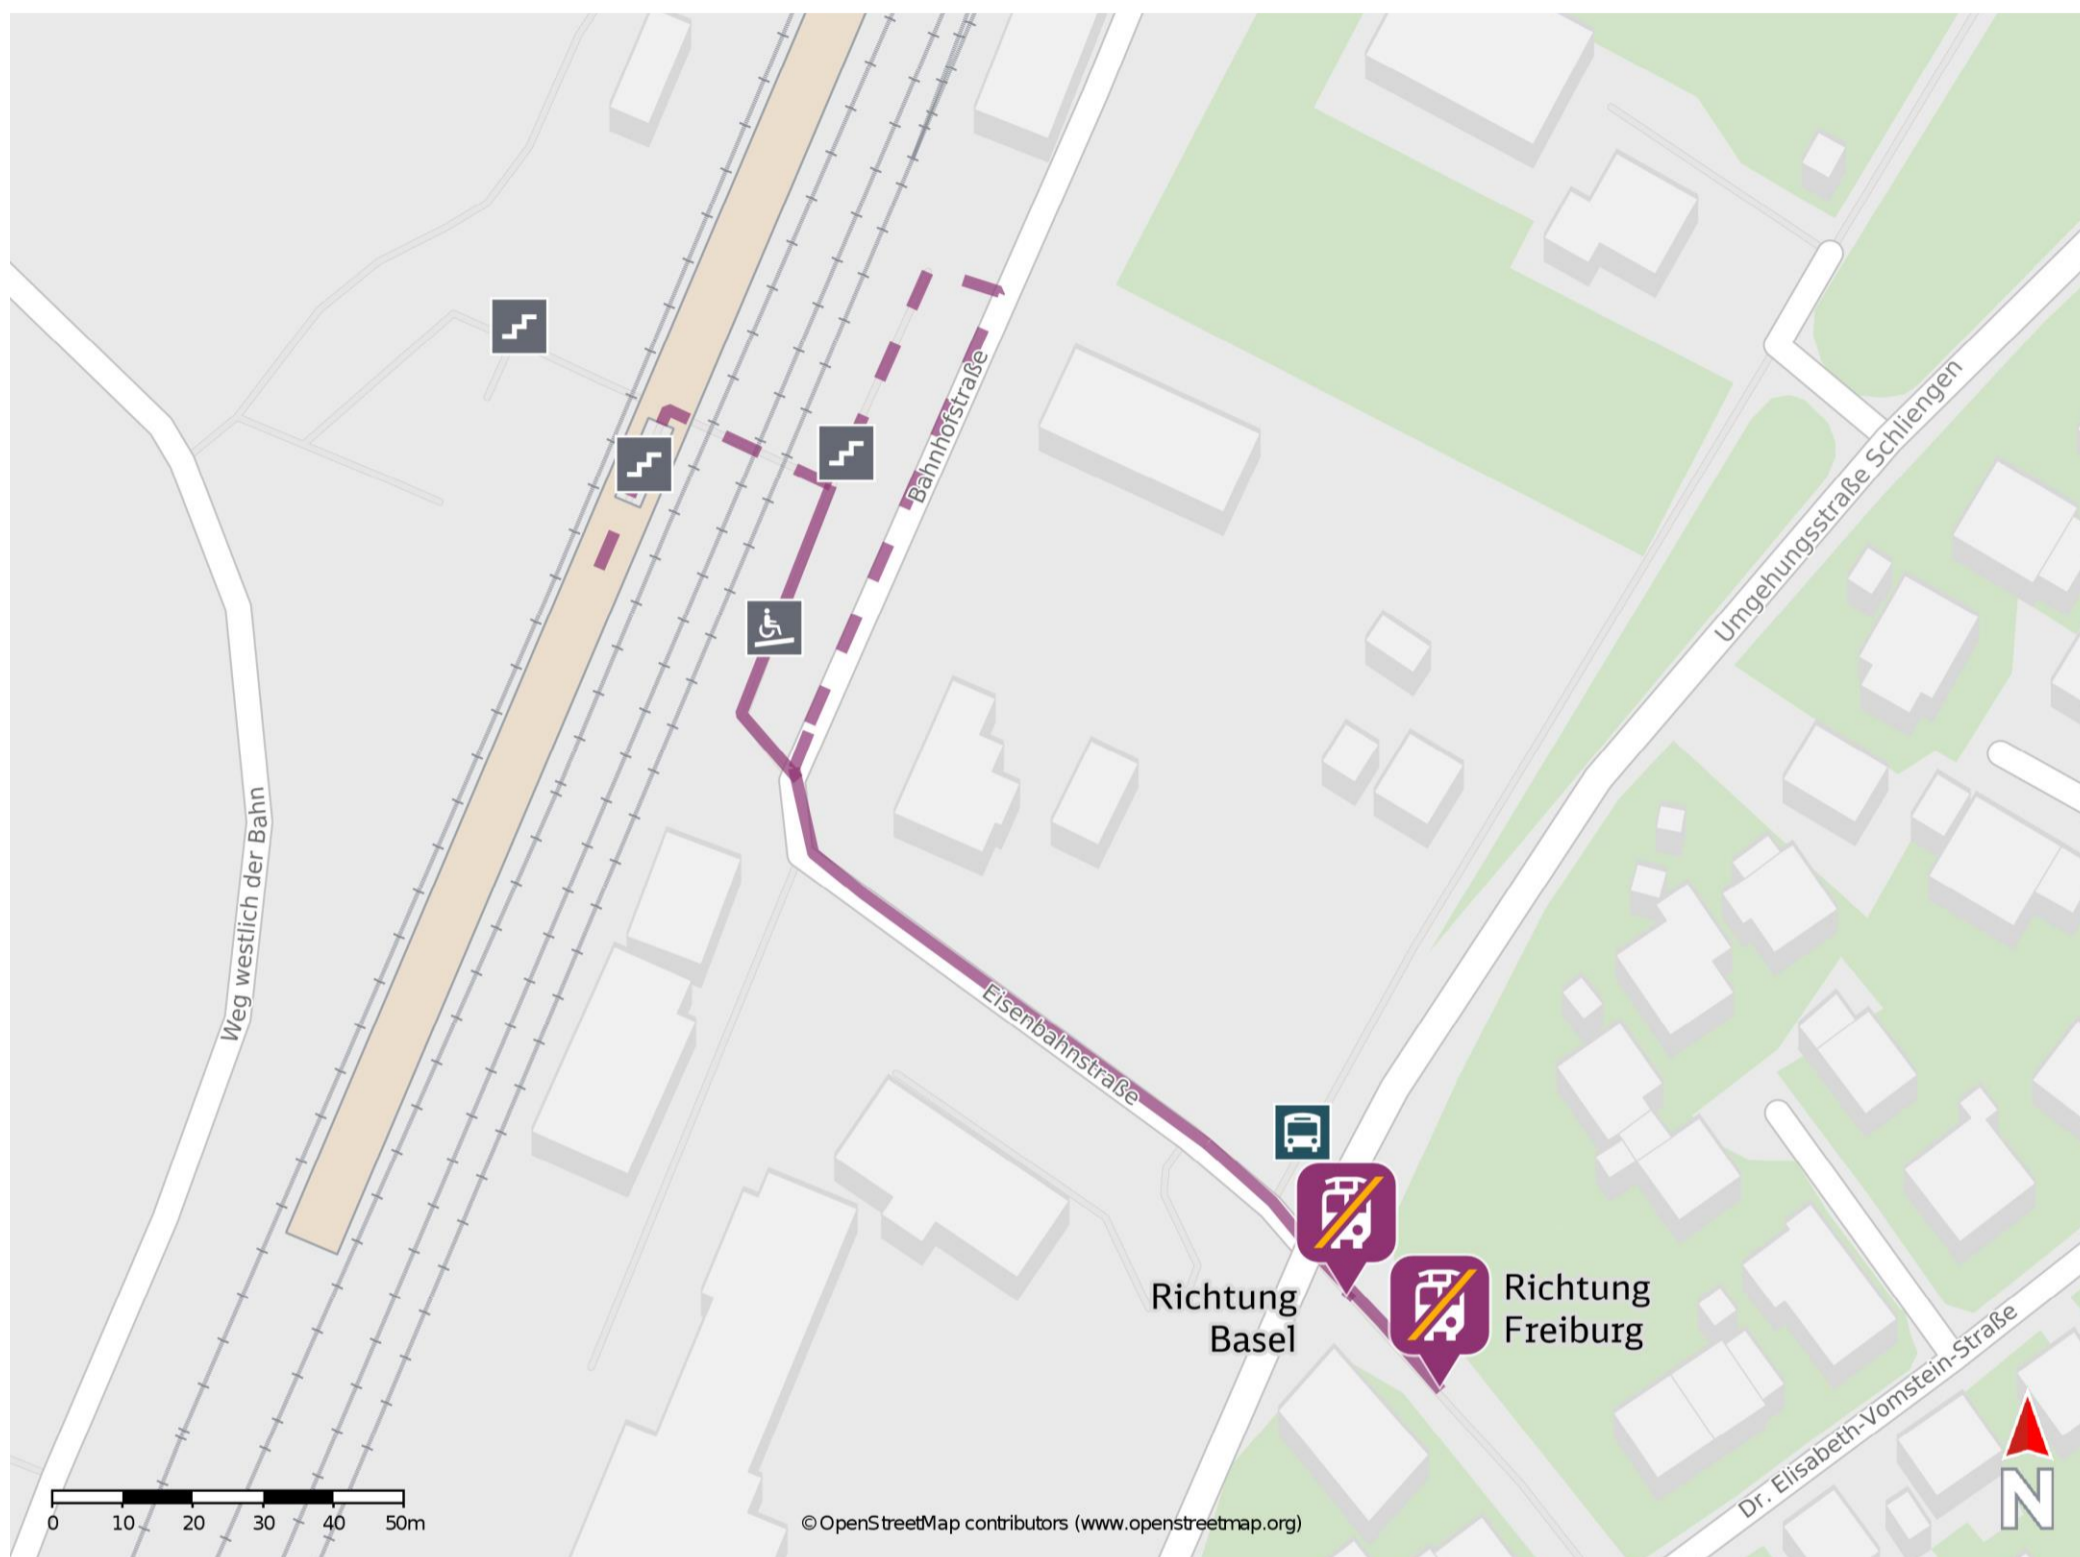 Bahnhofstraße
Umgehungsstraße Schliengen
Weg westlich der Bahn
Eisenbahnstraße
Richtung
Basel
Richtung
Freiburg
Dr. Elisabeth-Vomstein-Straße
N
0 10 20 30 40 50m
©OpenStreetMap contributors (www.openstreetmap.org)